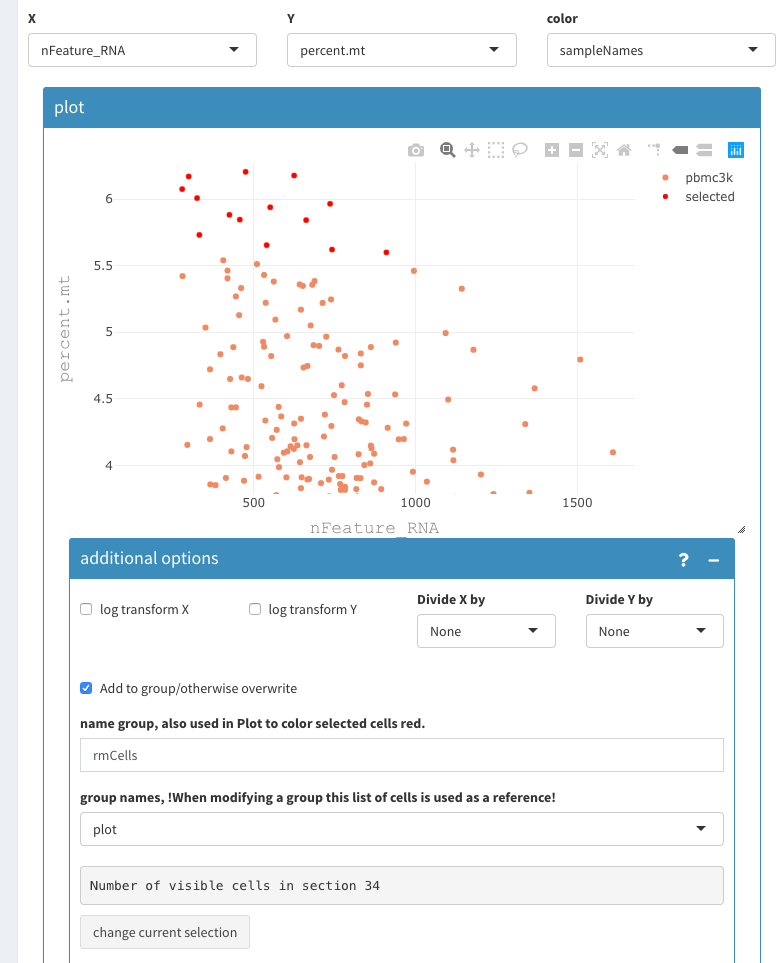 X Y color
nFeature_RNA percent.mt sampleNames
plot
pbmc3k
selected
6
5.5
5
4.5
4
percent.mt
500 1000 1500
nFeature_RNA
additional options ? –
log transform X log transform Y Divide X by Divide Y by
None None
Add to group/otherwise overwrite
name group, also used in Plot to color selected cells red.
rmCells
group names, !When modifying a group this list of cells is used as a reference!
plot
Number of visible cells in section 34
change current selection